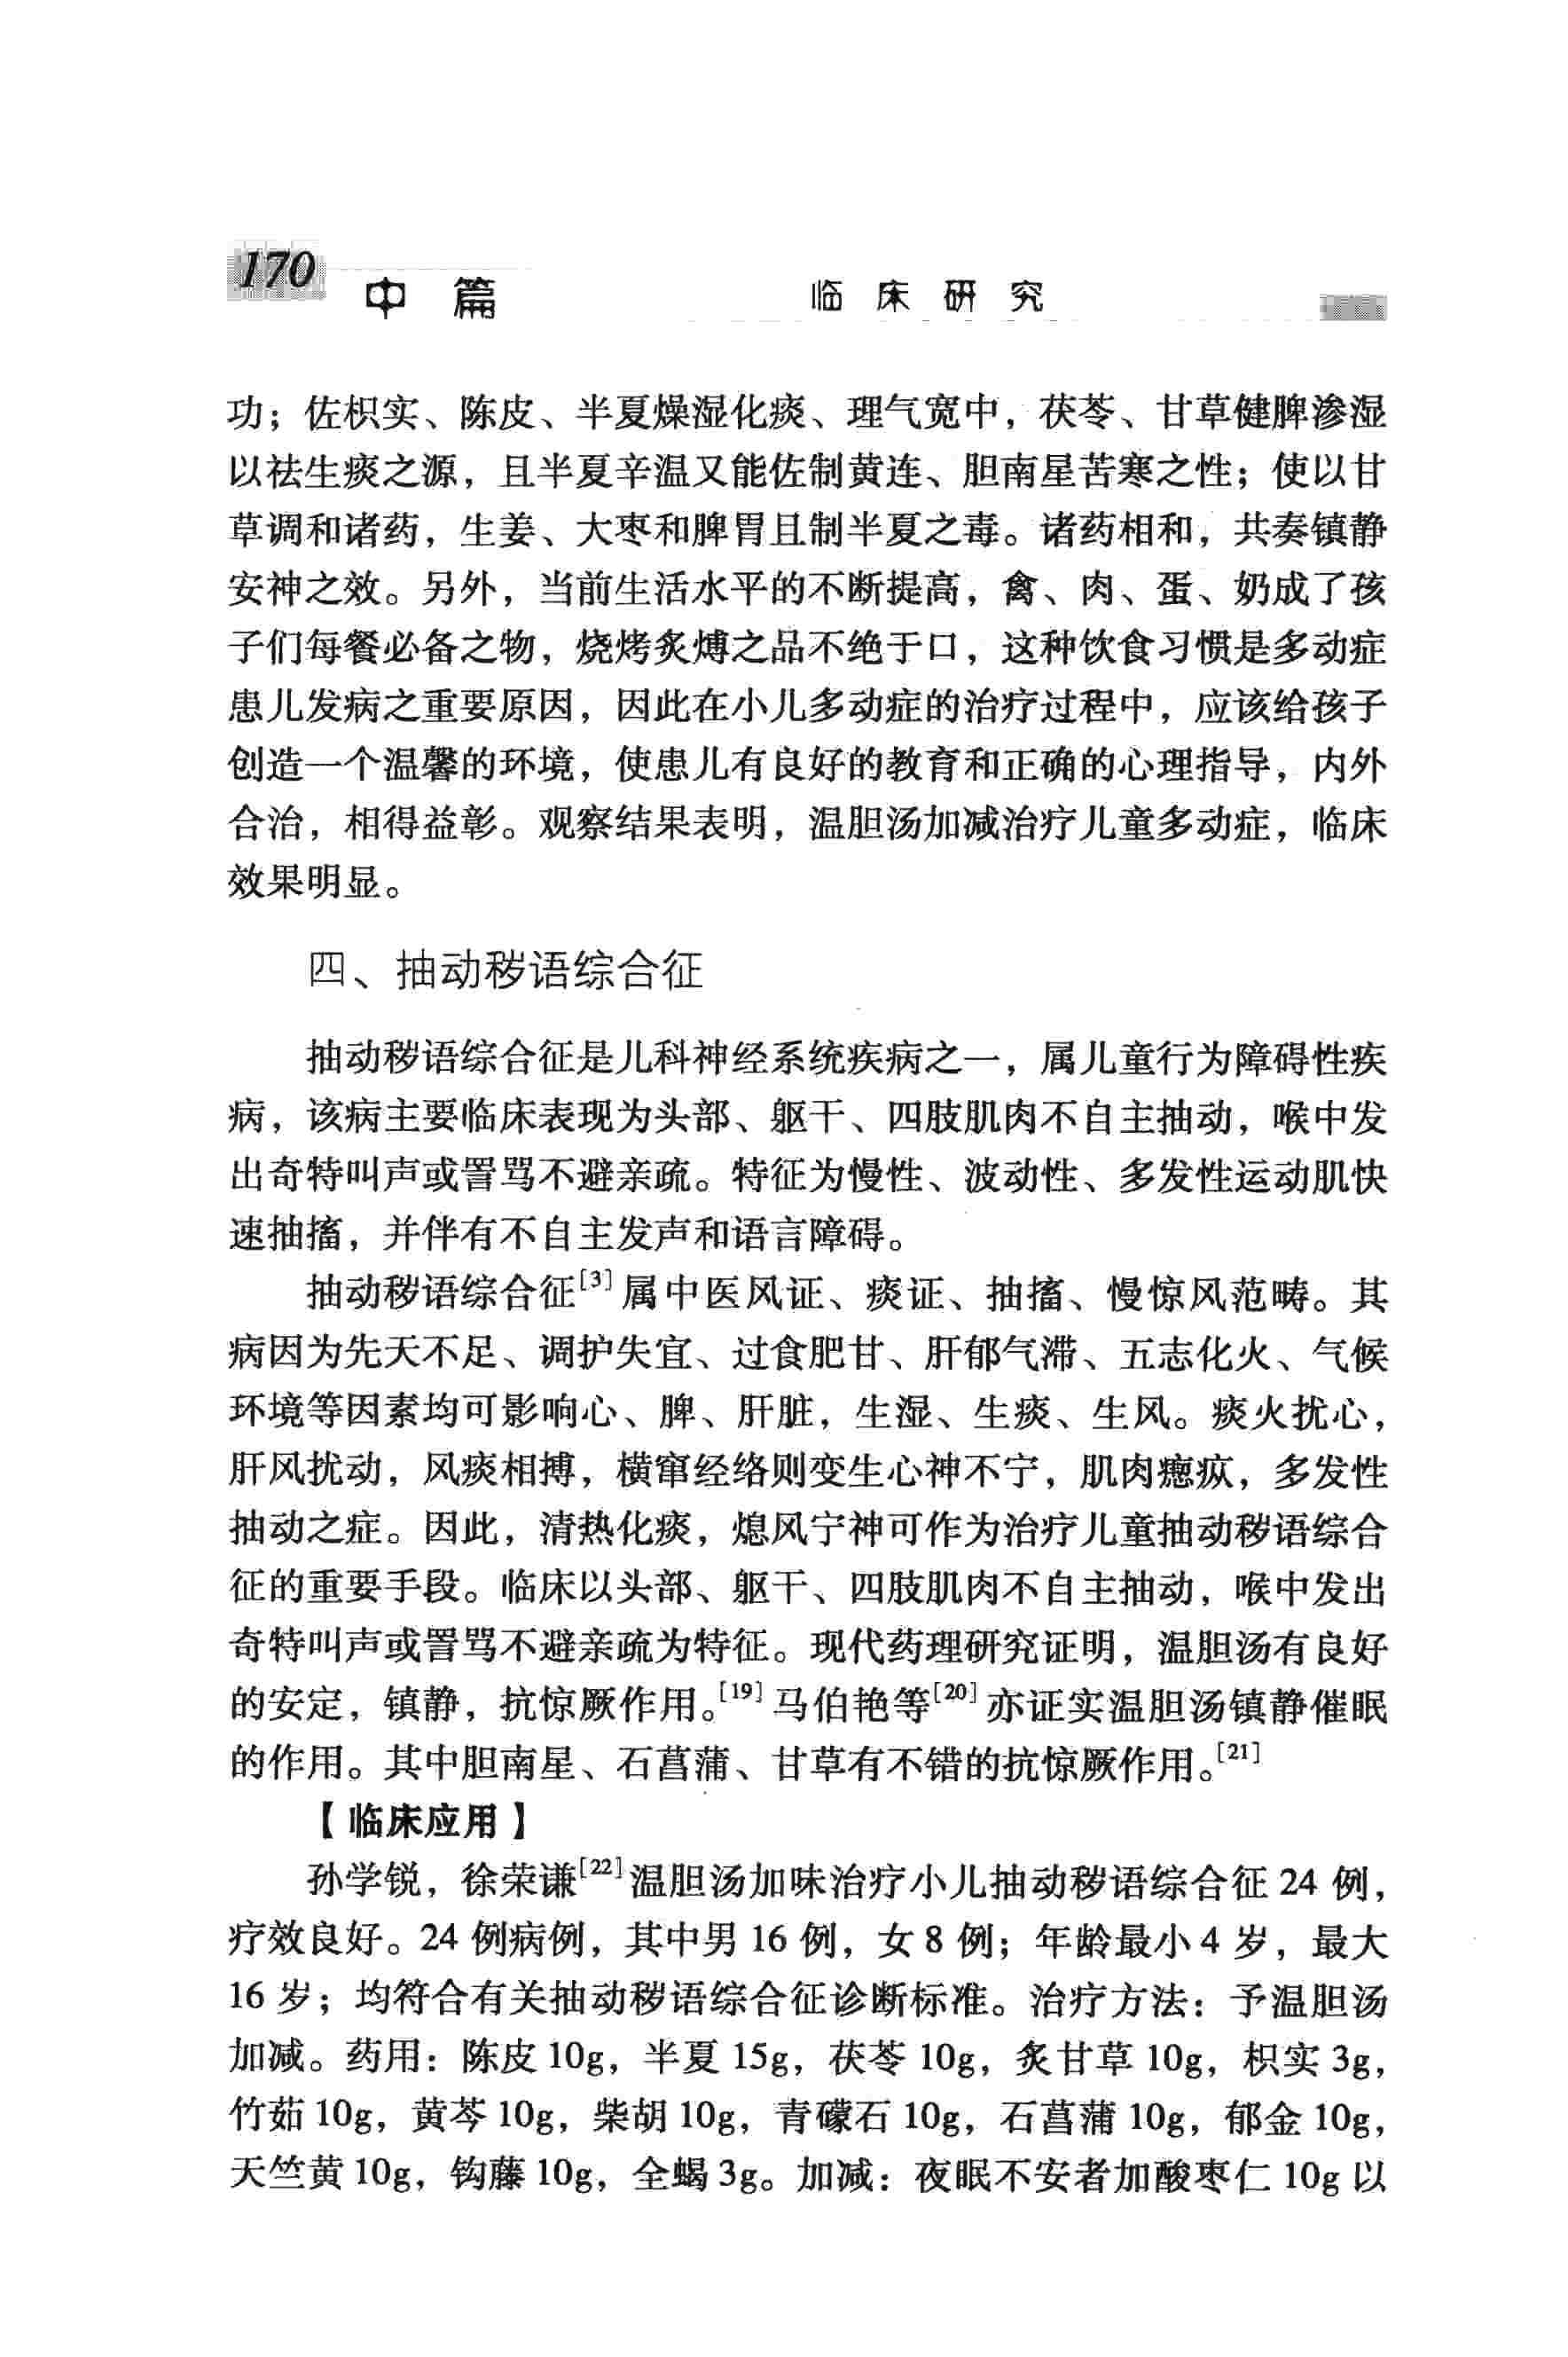 170
中 篇 临床研究
功；佐枳实、陈皮、半夏燥湿化痰、理气宽中，茯苓、甘草健脾渗湿
以祛生痰之源，且半夏辛温又能佐制黄连、胆南星苦寒之性；使以甘
草调和诸药，生姜、大枣和脾胃且制半夏之毒。诸药相和，共奏镇静
安神之效。另外，当前生活水平的不断提高，禽、肉、蛋、奶成了孩
子们每餐必备之物，烧烤炙煿之品不绝于口，这种饮食习惯是多动症
患儿发病之重要原因，因此在小儿多动症的治疗过程中，应该给孩子
创造一个温馨的环境，使患儿有良好的教育和正确的心理指导，内外
合治，相得益彰。观察结果表明，温胆汤加减治疗儿童多动症，临床
效果明显。
四、抽动秽语综合征
抽动秽语综合征是儿科神经系统疾病之一，属儿童行为障碍性疾
病，该病主要临床表现为头部、躯干、四肢肌肉不自主抽动，喉中发
出奇特叫声或詈骂不避亲疏。特征为慢性、波动性、多发性运动肌快
速抽搐，并伴有不自主发声和语言障碍。
抽动秽语综合征[3]属中医风证、痰证、抽搐、慢惊风范畴。其
病因为先天不足、调护失宜、过食肥甘、肝郁气滞、五志化火、气候
环境等因素均可影响心、脾、肝脏，生湿、生痰、生风。痰火扰心，
肝风扰动，风痰相搏，横窜经络则变生心神不宁，肌肉瘛疭，多发性
抽动之症。因此，清热化痰，熄风宁神可作为治疗儿童抽动秽语综合
征的重要手段。临床以头部、躯干、四肢肌肉不自主抽动，喉中发出
奇特叫声或詈骂不避亲疏为特征。现代药理研究证明，温胆汤有良好
的安定，镇静，抗惊厥作用。[19]马伯艳等[20]亦证实温胆汤镇静催眠
的作用。其中胆南星、石菖蒲、甘草有不错的抗惊厥作用。[21]
【临床应用】
孙学锐，徐荣谦[22]温胆汤加味治疗小儿抽动秽语综合征 24 例，
疗效良好。24 例病例，其中男 16 例，女 8 例；年龄最小 4 岁，最大
16 岁；均符合有关抽动秽语综合征诊断标准。治疗方法：予温胆汤
加减。药用：陈皮 10g，半夏 15g，茯苓 10g，炙甘草 10g，枳实 3g，
竹茹 10g，黄芩 10g，柴胡 10g，青礞石 10g，石菖蒲 10g，郁金 10g，
天竺黄 10g，钩藤 10g，全蝎 3g。加减：夜眠不安者加酸枣仁 10g 以